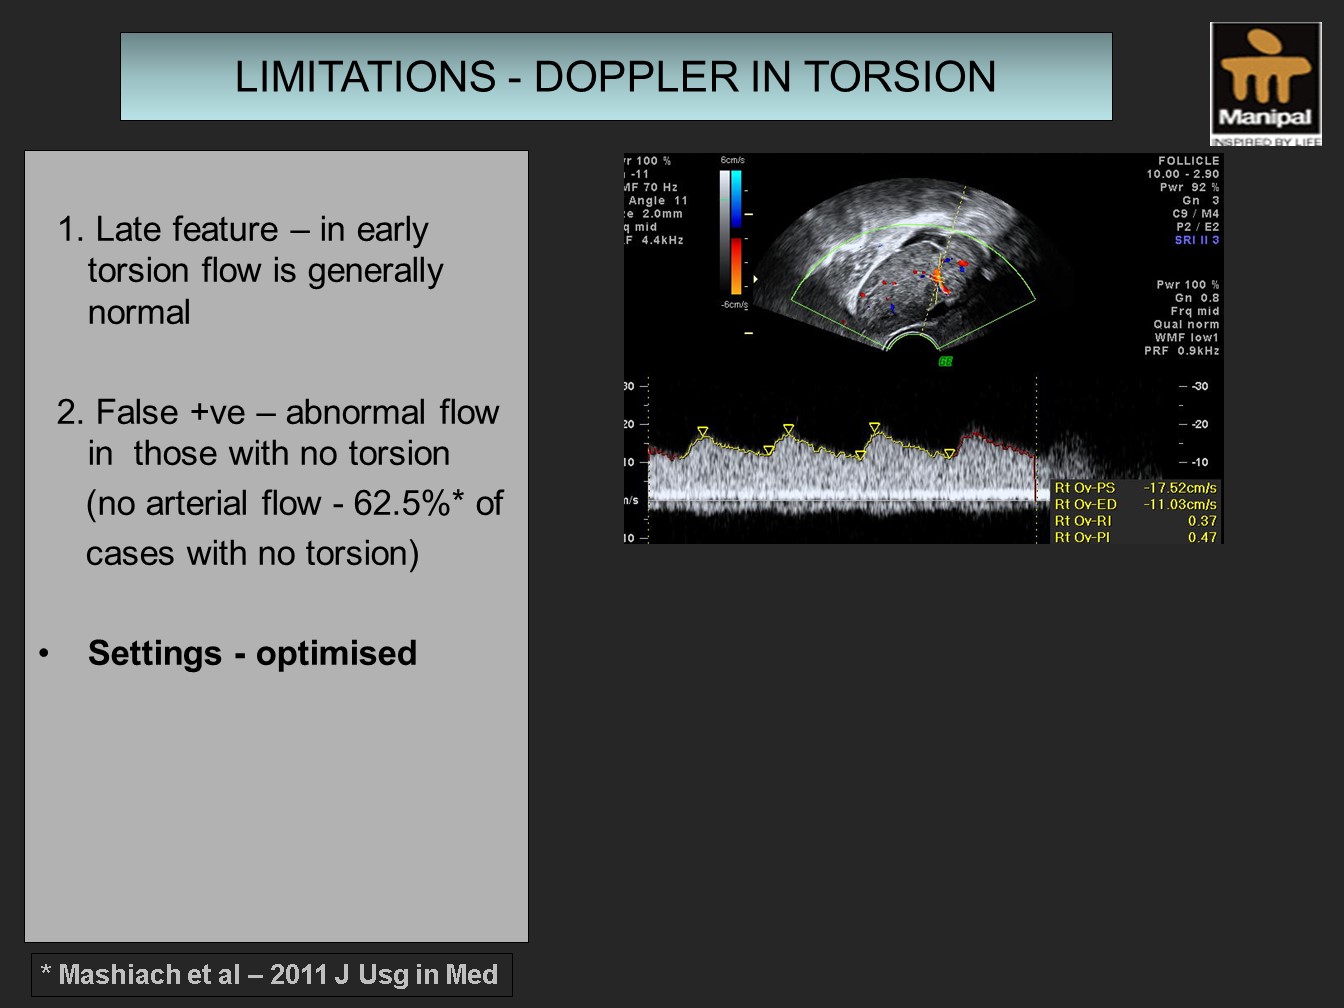 LIMITATIONS - DOPPLER IN TORSION
Manipal
INSPIRED BY LIFE
1. Late feature – in early
torsion flow is generally
normal
2. False +ve – abnormal flow
in those with no torsion
(no arterial flow - 62.5%* of
cases with no torsion)
• Settings - optimised
* Mashiach et al – 2011 J Usg in Med
100 %
-11
70 Hz
Angle 11
2.0mm
mid
4.4kHz
6cm/s
-6cm/s
FOLLICLE
10.00 - 2.90
Pwr 92 %
Gn 3
C9 / M4
P2 / E2
SRI II 3
Pwr 100 %
Gn 0.8
Frq mid
Qual norm
WMF low1
PRF 0.9kHz
GE
30
20
10
10
-30
-20
-10
Rt Ov-PS -17.52cm/s
Rt Ov-ED -11.03cm/s
Rt Ov-RI 0.37
Rt Ov-PI 0.47